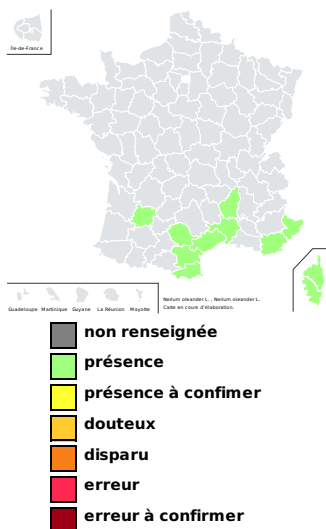 Île-de-France
Guadeloupe Martinique Guyane La Réunion Mayotte
Nerium oleander L. , Nerium oleander L.
Carte en cours d'élaboration.
non renseignée
présence
présence à confimer
douteux
disparu
erreur
erreur à confirmer